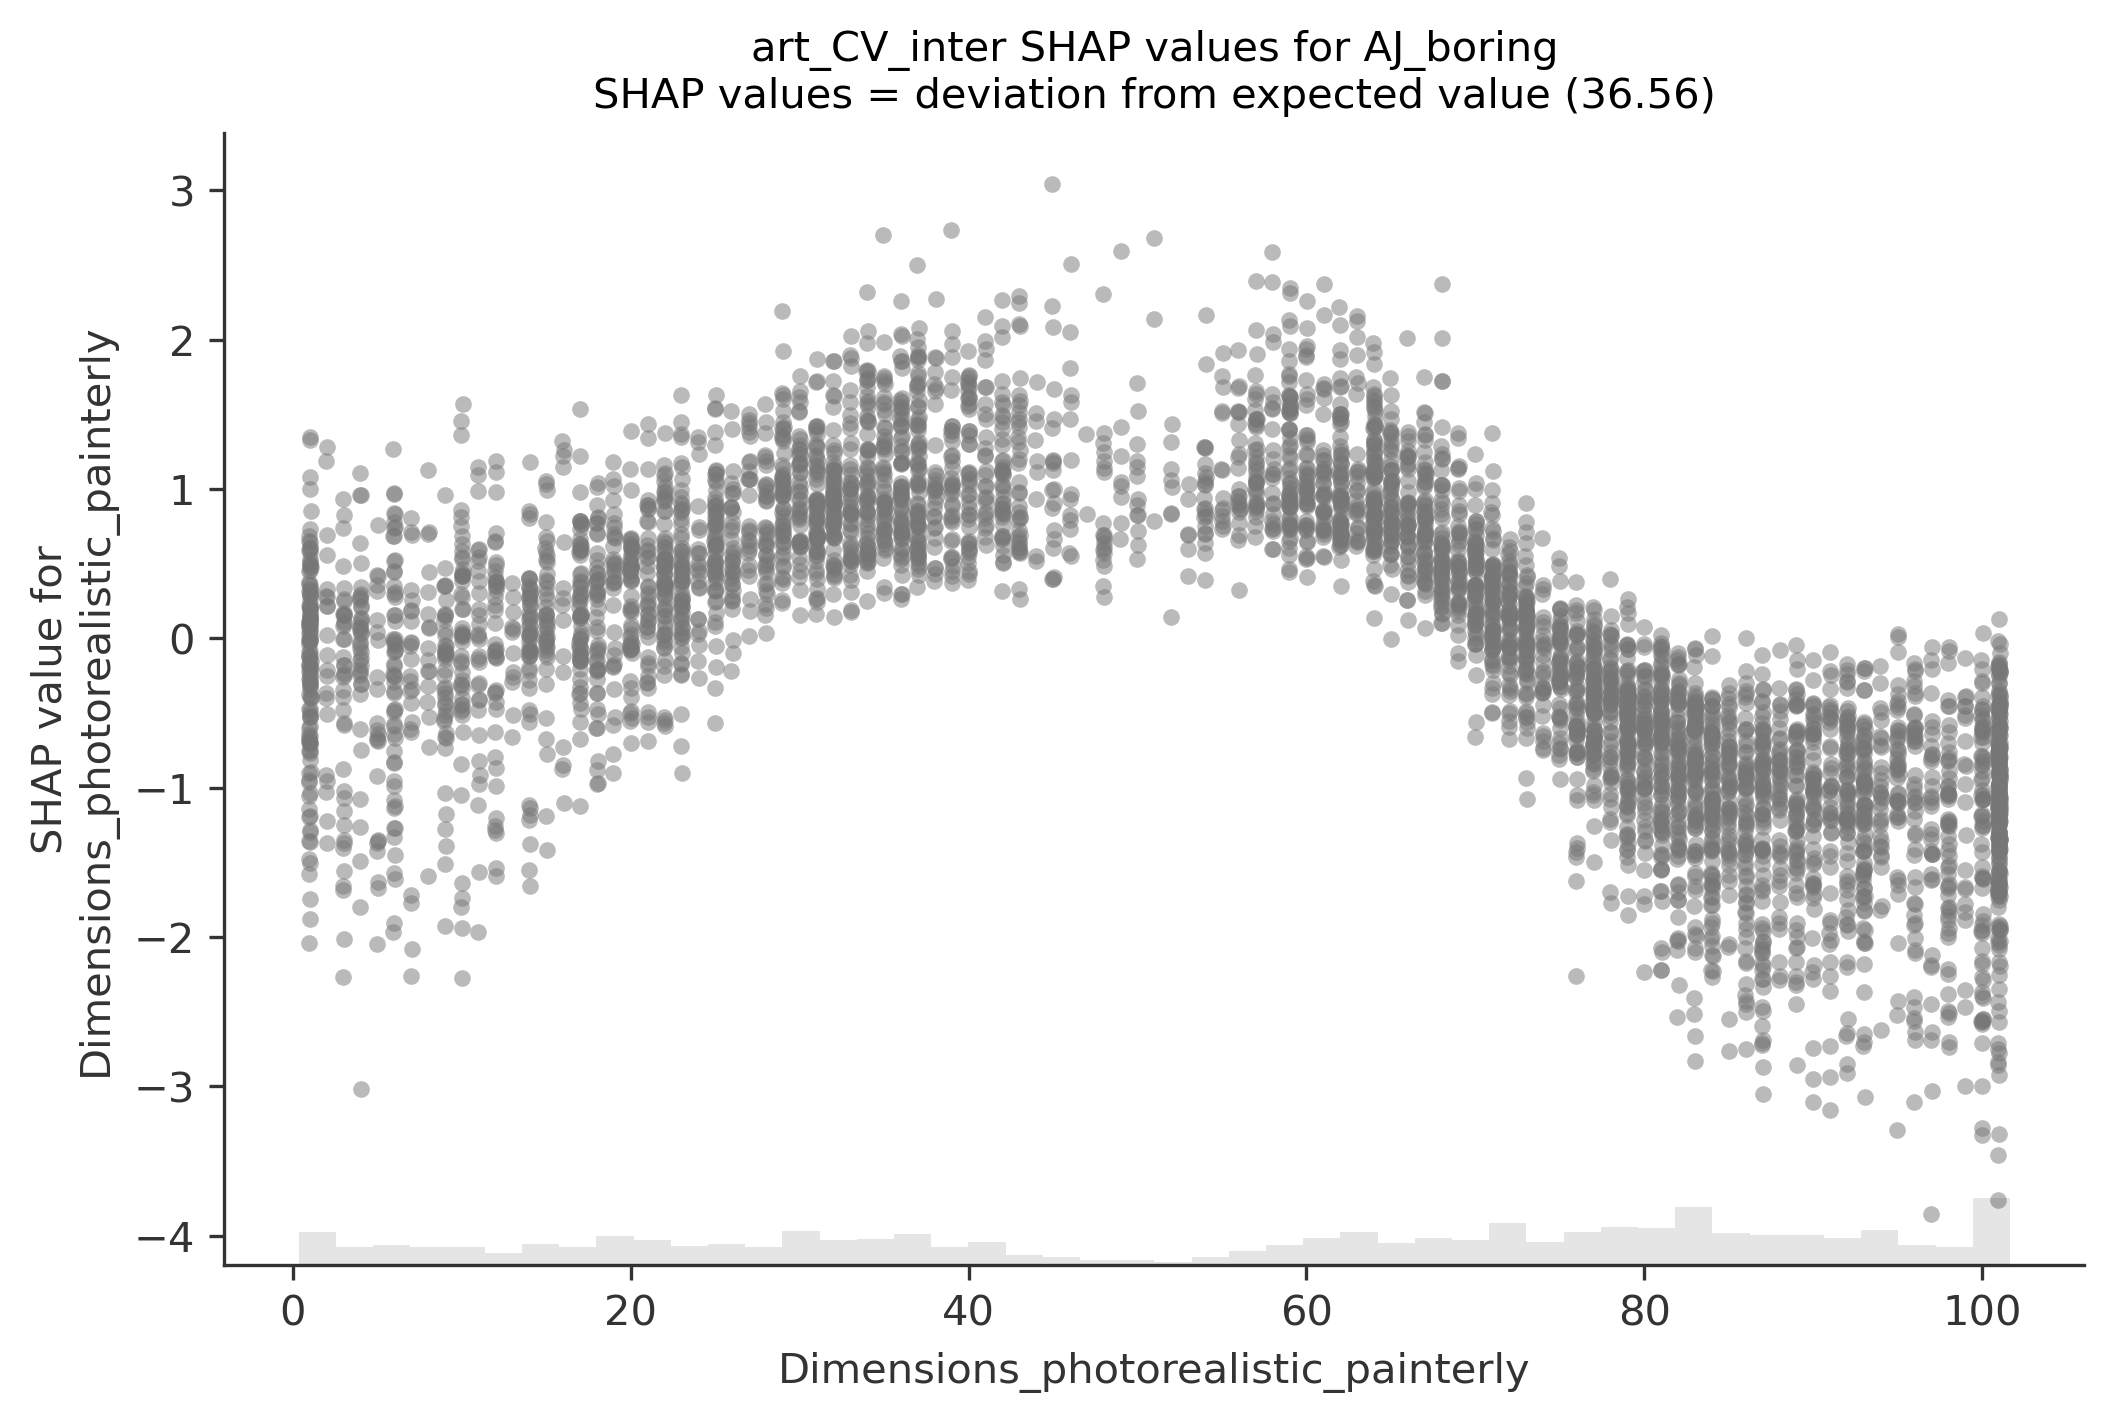 art_CV_inter SHAP values for AJ_boring
SHAP values = deviation from expected value (36.56)
SHAP value for
Dimensions_photorealistic_painterly
3
2
1
0
−1
−2
−3
−4
0 20 40 60 80 100
Dimensions_photorealistic_painterly